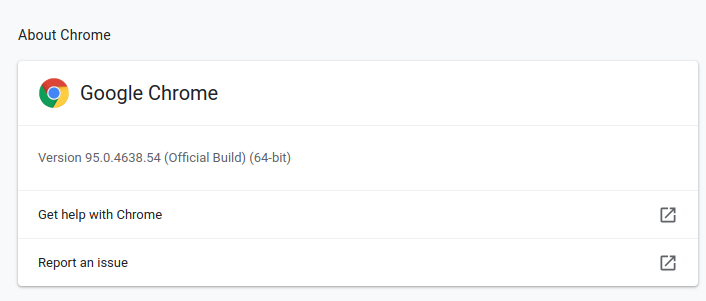 About Chrome
Google Chrome
Version 95.0.4638.54 (Official Build) (64-bit)
Get help with Chrome
Report an issue